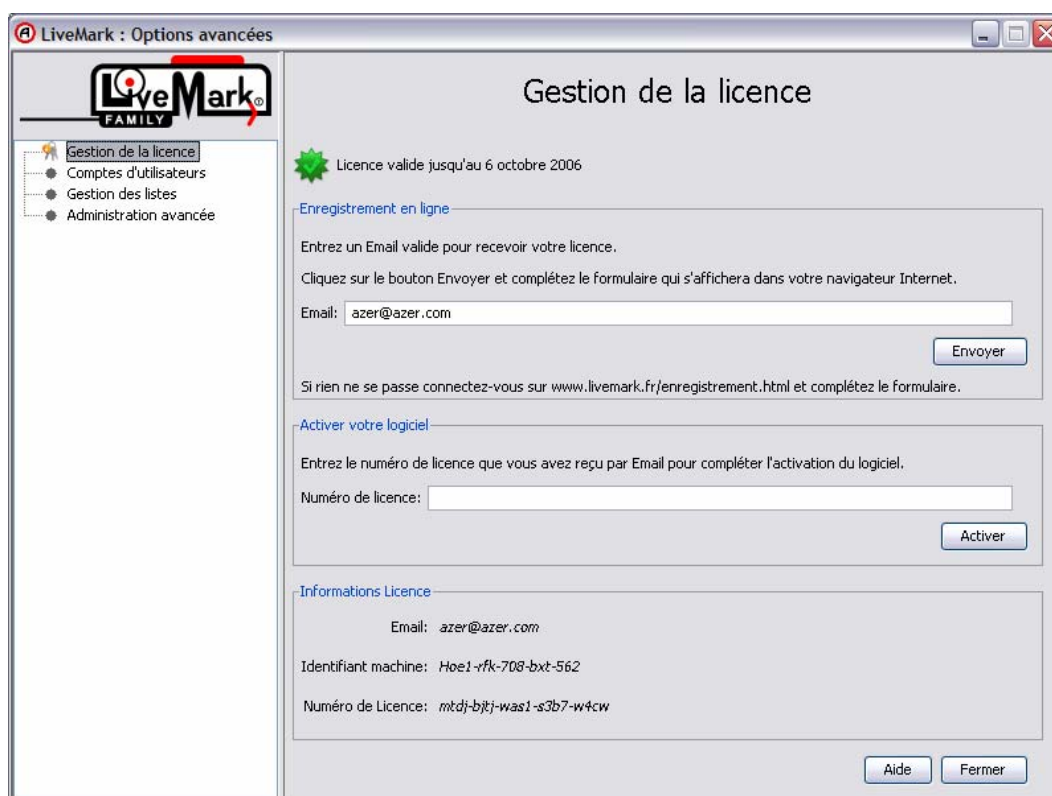 LiveMark : Options avancées
LiveMark®
FAMILY
Gestion de la licence
Comptes d'utilisateurs
Gestion des listes
Administration avancée
Gestion de la licence
Licence valide jusqu'au 6 octobre 2006
Enregistrement en ligne
Entrez un Email valide pour recevoir votre licence.
Cliquez sur le bouton Envoyer et complétez le formulaire qui s'affichera dans votre navigateur Internet.
Email: azer@azer.com
Envoyer
Si rien ne se passe connectez-vous sur www.livemark.fr/enregistrement.html et complétez le formulaire.
Activer votre logiciel
Entrez le numéro de licence que vous avez reçu par Email pour compléter l'activation du logiciel.
Numéro de licence:
Activer
Informations Licence
Email: azer@azer.com
Identifiant machine: Hoe1-rfk-708-bxt-562
Numéro de Licence: mtdj-bjtj-was1-s3b7-w4cw
Aide
Fermer